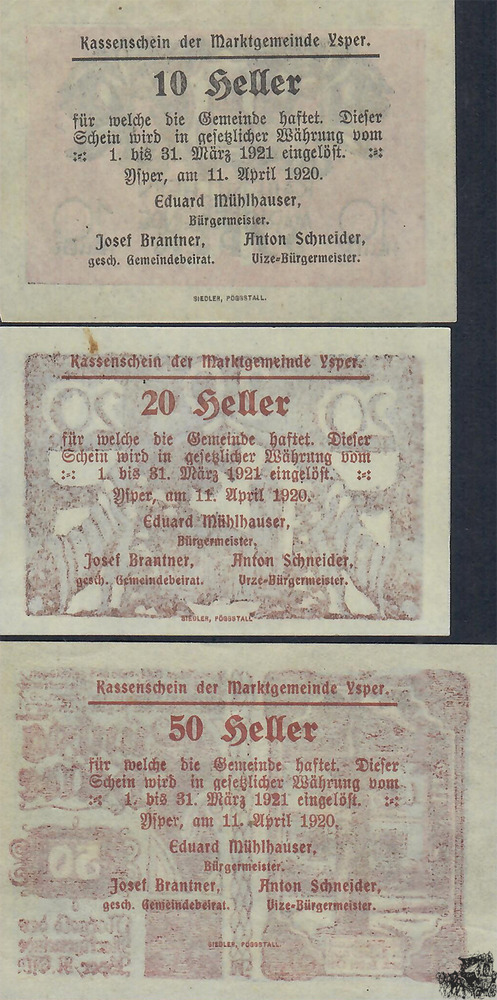 Kassenschein der Marktgemeinde Ysper.
10 Heller
für welche die Gemeinde haftet. Dieser
Schein wird in gesetzlicher Währung vom
1. bis 31. März 1921 eingelöst.
Ysper, am 11. April 1920.
Eduard Mühlhauser,
Bürgermeister.
Josef Brantner, Anton Schneider,
gesch. Gemeindebeirat. Vize-Bürgermeister.
SIEDLER, PÖGGSTALL.
Kassenschein der Marktgemeinde Ysper.
20 Heller
für welche die Gemeinde haftet. Dieser
Schein wird in gesetzlicher Währung vom
1. bis 31. März 1921 eingelöst.
Ysper, am 11. April 1920.
Eduard Mühlhauser,
Bürgermeister.
Josef Brantner, Anton Schneider,
gesch. Gemeindebeirat. Vize-Bürgermeister.
SIEDLER, PÖGGSTALL
Kassenschein der Marktgemeinde Ysper.
50 Heller
für welche die Gemeinde haftet. Dieser
Schein wird in gesetzlicher Währung vom
1. bis 31. März 1921 eingelöst.
Ysper, am 11. April 1920.
Eduard Mühlhauser,
Bürgermeister.
Josef Brantner, Anton Schneider,
gesch. Gemeindebeirat. Vize-Bürgermeister.
SIEDLER, PÖGGSTALL.
50